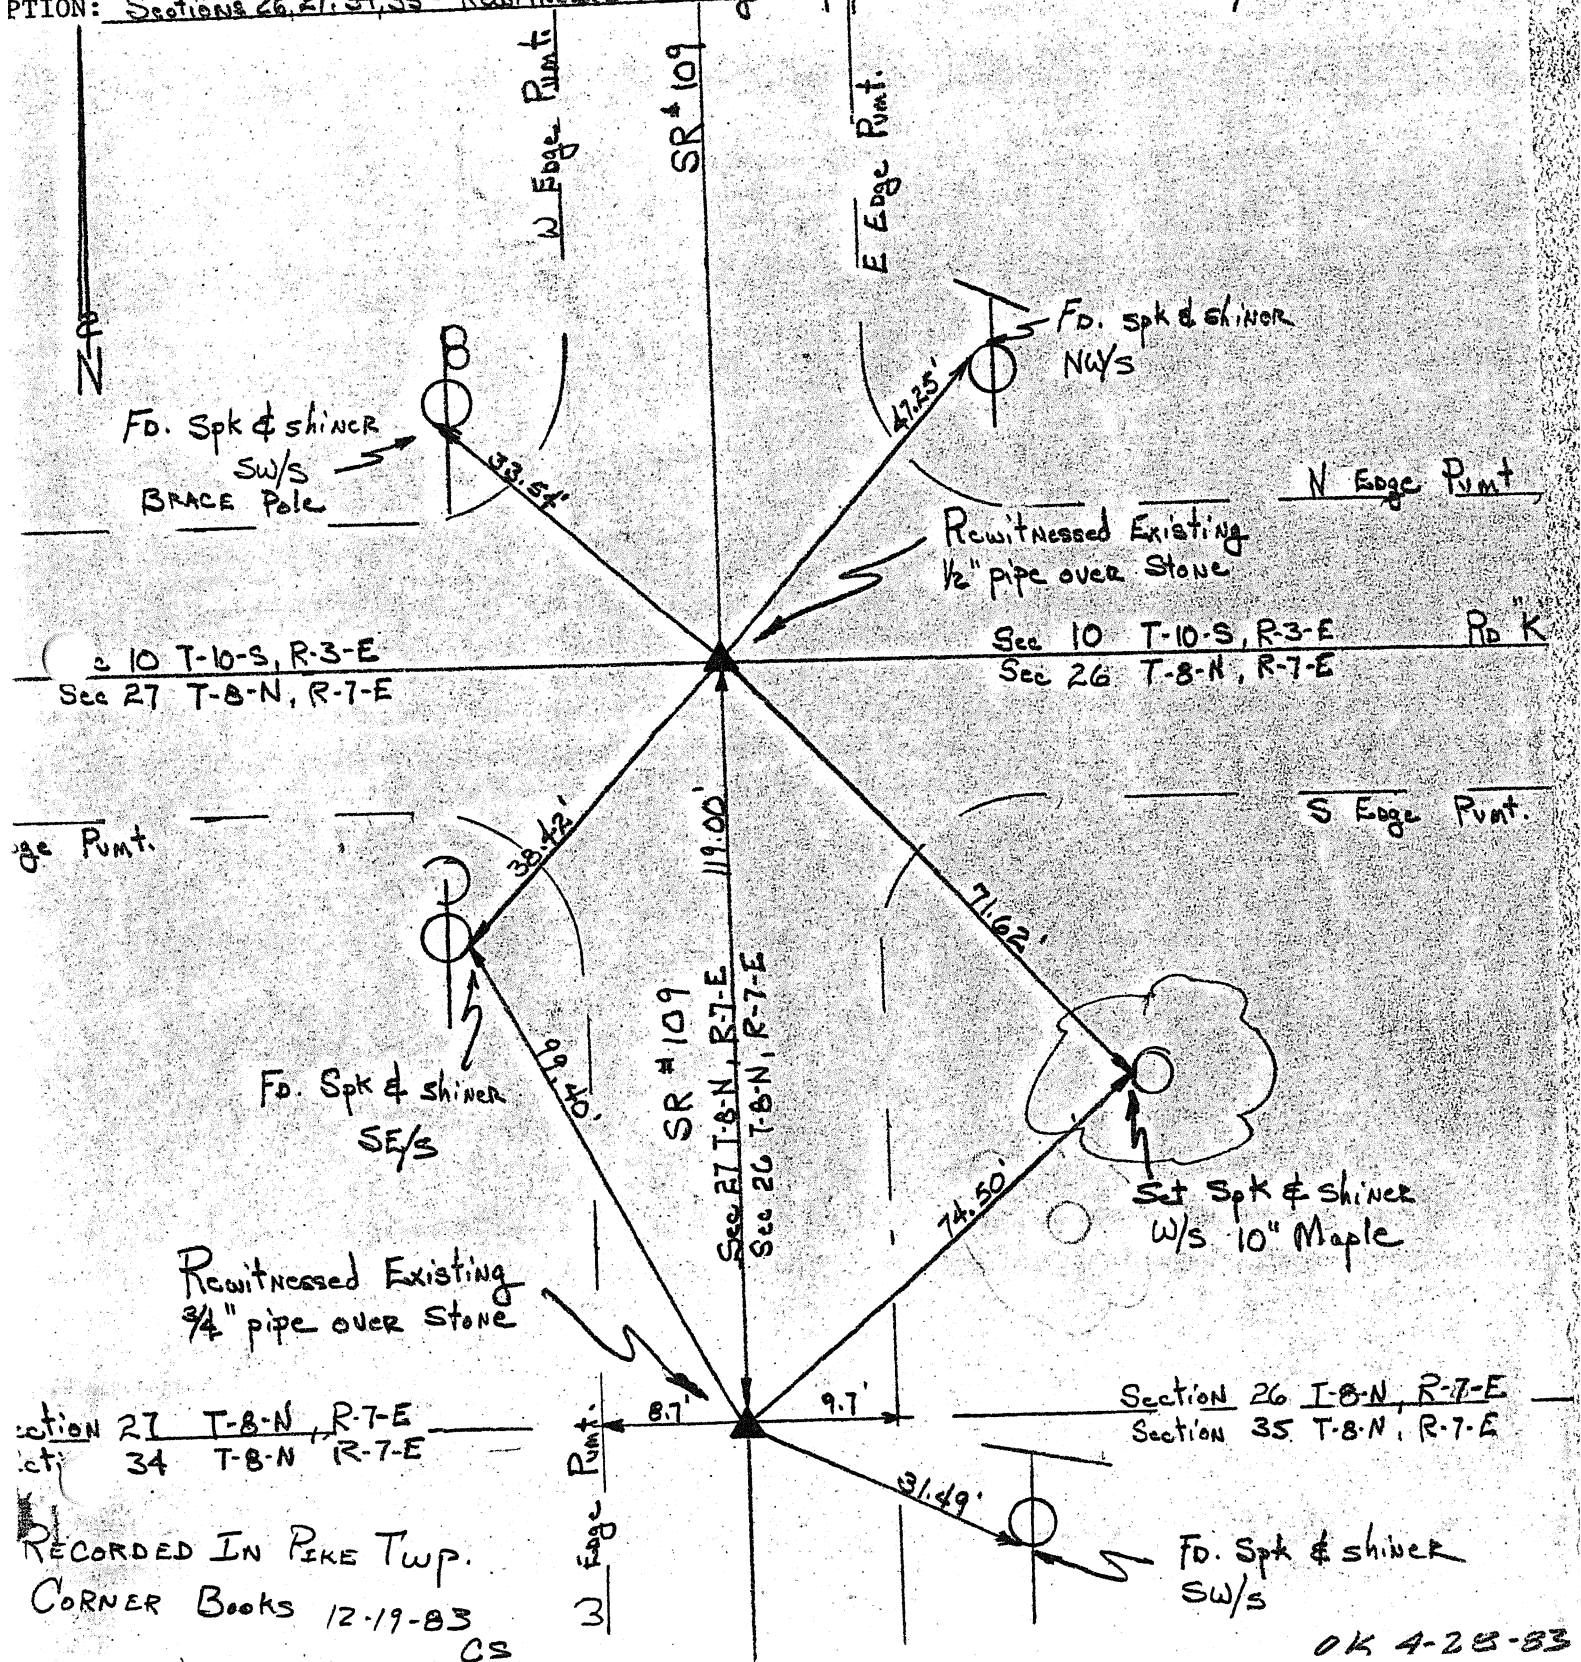 PTION: Sections 26, 27, 34, 35
W Edge Pvmt.
SR # 109
E Edge Pvmt.
N
B
Fd. Spk & shiner
NW/s
47.25'
Fd. Spk & shiner
SW/s
Brace Pole
33.54'
N Edge Pvmt
Rewitnessed Existing
1/2" pipe over Stone
10 T-10-S, R-3-E
Sec 27 T-8-N, R-7-E
Sec 10 T-10-S, R-3-E
Sec 26 T-8-N, R-7-E
Rd "K"
S Edge Pvmt.
ge Pvmt.
38.42'
119.00'
71.62'
99.40'
SR # 109
Sec 27 T-8-N, R-7-E
Sec 26 T-8-N, R-7-E
Fd. Spk & shiner
SE/s
74.50'
Set Spk & shiner
W/s 10" Maple
Rewitnessed Existing
3/4" pipe over Stone
8.7'
9.7'
ction 27 T-8-N, R-7-E
cti 34 T-8-N R-7-E
Section 26 T-8-N, R-7-E
Section 35 T-8-N, R-7-E
W Edge Pvmt.
31.49'
Fd. Spk & shiner
SW/s
Recorded In Pike Twp.
Corner Books 12-19-83
CS
OK 4-28-83